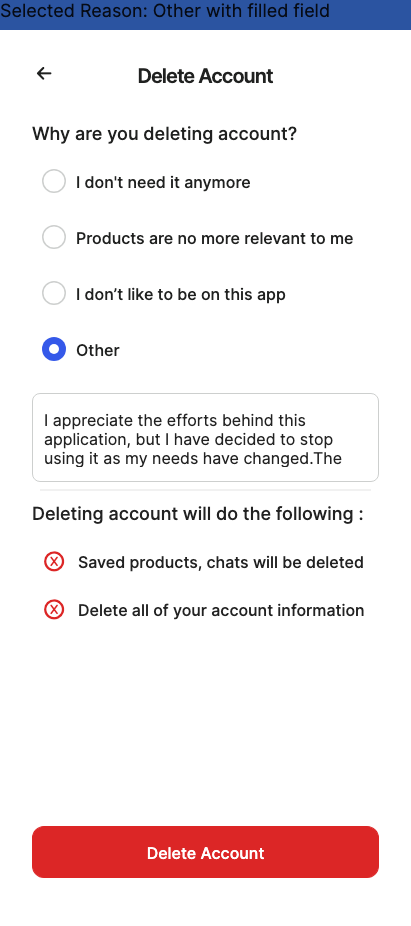 Selected Reason: Other with filled field
Delete Account
Why are you deleting account?
I don't need it anymore
Products are no more relevant to me
I don’t like to be on this app
Other
I appreciate the efforts behind this
application, but I have decided to stop
using it as my needs have changed.The
Deleting account will do the following :
Saved products, chats will be deleted
Delete all of your account information
Delete Account